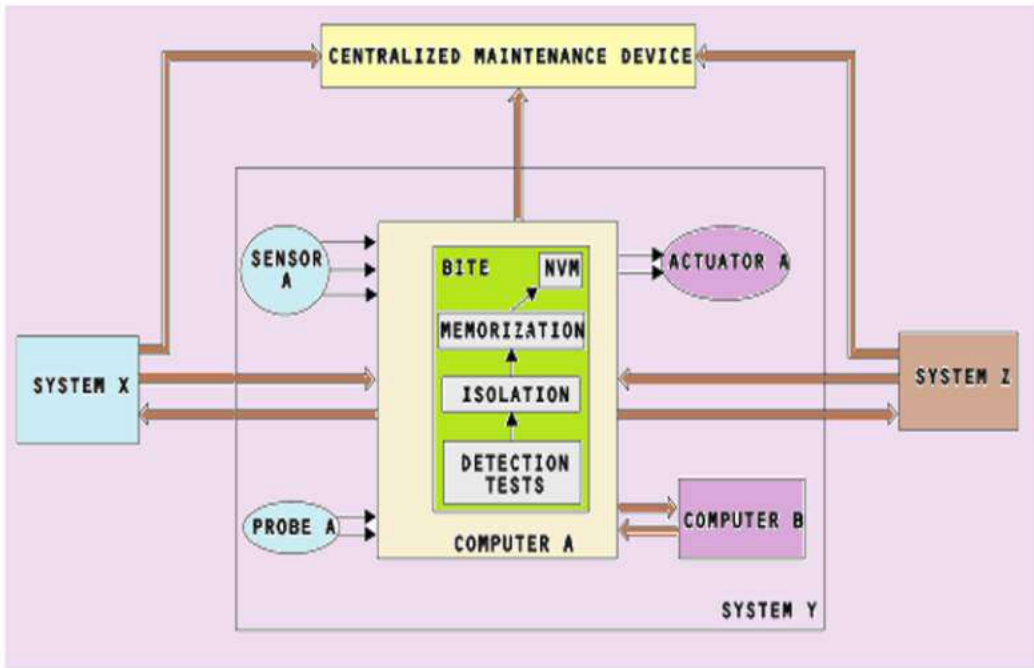 CENTRALIZED MAINTENANCE DEVICE
SENSOR
A
BITE
NVM
ACTUATOR A
MEMORIZATION
SYSTEM X
ISOLATION
SYSTEM Z
DETECTION
TESTS
PROBE A
COMPUTER B
COMPUTER A
SYSTEM Y